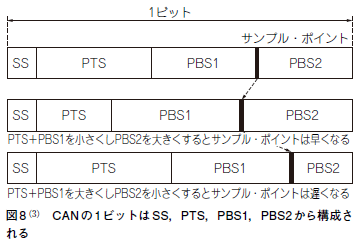 1ビット
サンプル・ポイント
SS PTS PBS1 PBS2
SS PTS PBS1 PBS2
PTS+PBS1を小さくしPBS2を大きくするとサンプル・ポイントは早くなる
SS PTS PBS1 PBS2
PTS+PBS1を大きくしPBS2を小さくするとサンプル・ポイントは遅くなる
図8(3) CANの1ビットはSS，PTS，PBS1，PBS2から構成さ
れる